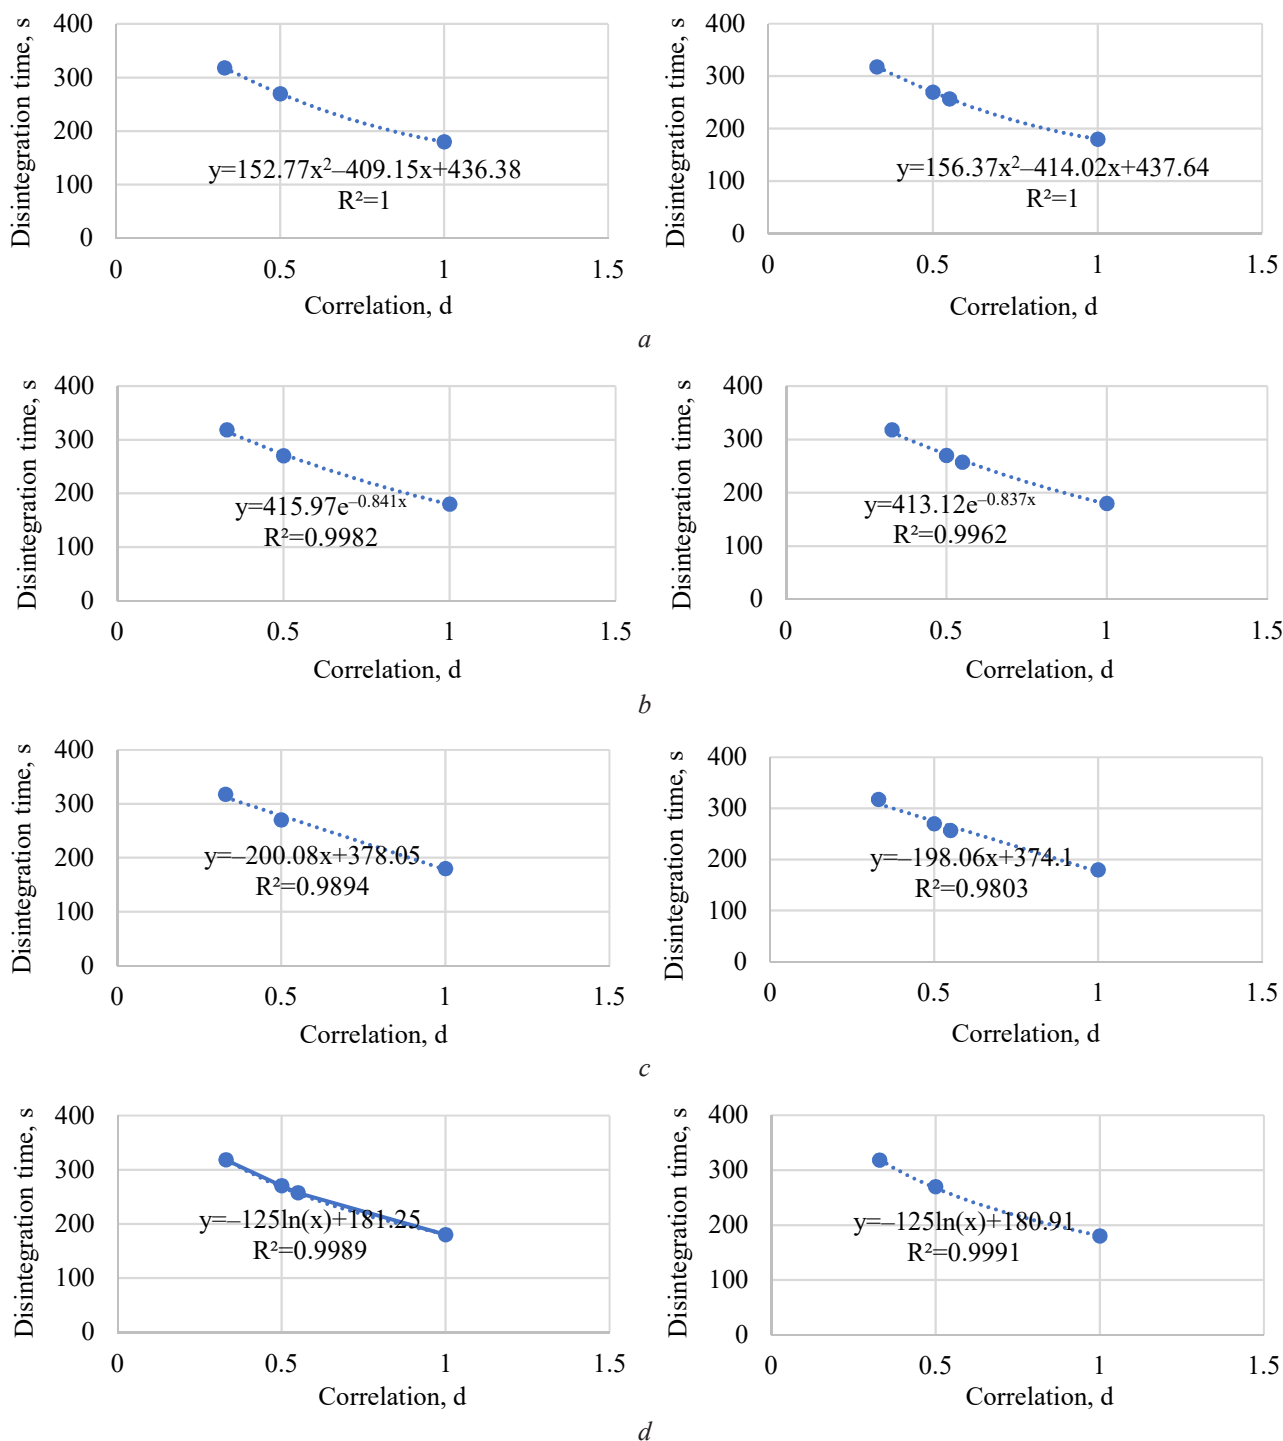 Disintegration time, s
400
300
200
100
0
y=152.77x²–409.15x+436.38
R²=1
0
0.5
1
1.5
Correlation, d
Disintegration time, s
400
300
200
100
0
y=156.37x²–414.02x+437.64
R²=1
0
0.5
1
1.5
Correlation, d
a
Disintegration time, s
400
300
200
100
0
y=415.97e⁻⁰·⁸⁴¹ˣ
R²=0.9982
0
0.5
1
1.5
Correlation, d
Disintegration time, s
400
300
200
100
0
y=413.12e⁻⁰·⁸³⁷ˣ
R²=0.9962
0
0.5
1
1.5
Correlation, d
b
Disintegration time, s
400
300
200
100
0
y=–200.08x+378.05
R²=0.9894
0
0.5
1
1.5
Correlation, d
Disintegration time, s
400
300
200
100
0
y=–198.06x+374.1
R²=0.9803
0
0.5
1
1.5
Correlation, d
c
Disintegration time, s
400
300
200
100
0
y=–125ln(x)+181.25
R²=0.9989
0
0.5
1
1.5
Correlation, d
Disintegration time, s
400
300
200
100
0
y=–125ln(x)+180.91
R²=0.9991
0
0.5
1
1.5
Correlation, d
d